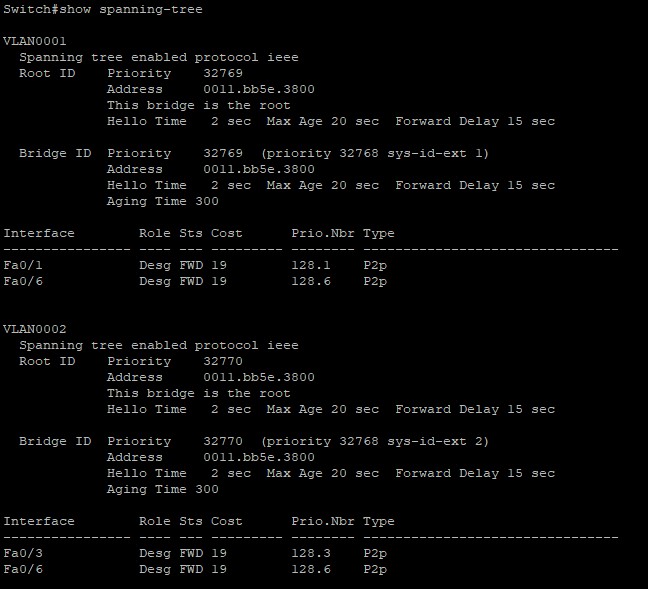 Switch#show spanning-tree

VLAN0001
  Spanning tree enabled protocol ieee
  Root ID    Priority    32769
             Address     0011.bb5e.3800
             This bridge is the root
             Hello Time   2 sec  Max Age 20 sec  Forward Delay 15 sec

  Bridge ID  Priority    32769  (priority 32768 sys-id-ext 1)
             Address     0011.bb5e.3800
             Hello Time   2 sec  Max Age 20 sec  Forward Delay 15 sec
             Aging Time 300

Interface        Role Sts Cost      Prio.Nbr Type
---------------- ---- --- --------- -------- --------------------------------
Fa0/1            Desg FWD 19        128.1    P2p
Fa0/6            Desg FWD 19        128.6    P2p


VLAN0002
  Spanning tree enabled protocol ieee
  Root ID    Priority    32770
             Address     0011.bb5e.3800
             This bridge is the root
             Hello Time   2 sec  Max Age 20 sec  Forward Delay 15 sec

  Bridge ID  Priority    32770  (priority 32768 sys-id-ext 2)
             Address     0011.bb5e.3800
             Hello Time   2 sec  Max Age 20 sec  Forward Delay 15 sec
             Aging Time 300

Interface        Role Sts Cost      Prio.Nbr Type
---------------- ---- --- --------- -------- --------------------------------
Fa0/3            Desg FWD 19        128.3    P2p
Fa0/6            Desg FWD 19        128.6    P2p